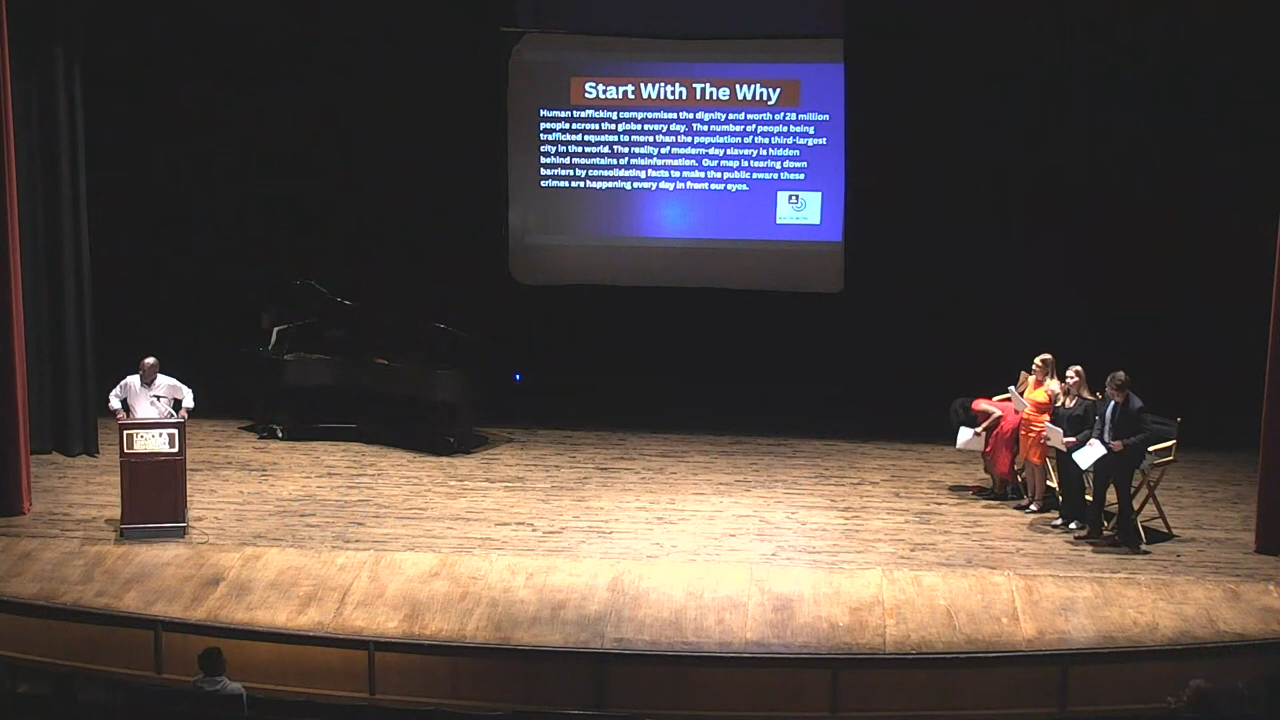 Start With The Why
Human trafficking compromises the dignity and worth of 28 million
people across the globe every day. The number of people being
trafficked equates to more than the population of the third-largest
city in the world. The reality of modern-day slavery is hidden
behind mountains of misinformation. Our map is tearing down
barriers by consolidating facts to make the public aware these
crimes are happening every day in front our eyes.
LOYOLA